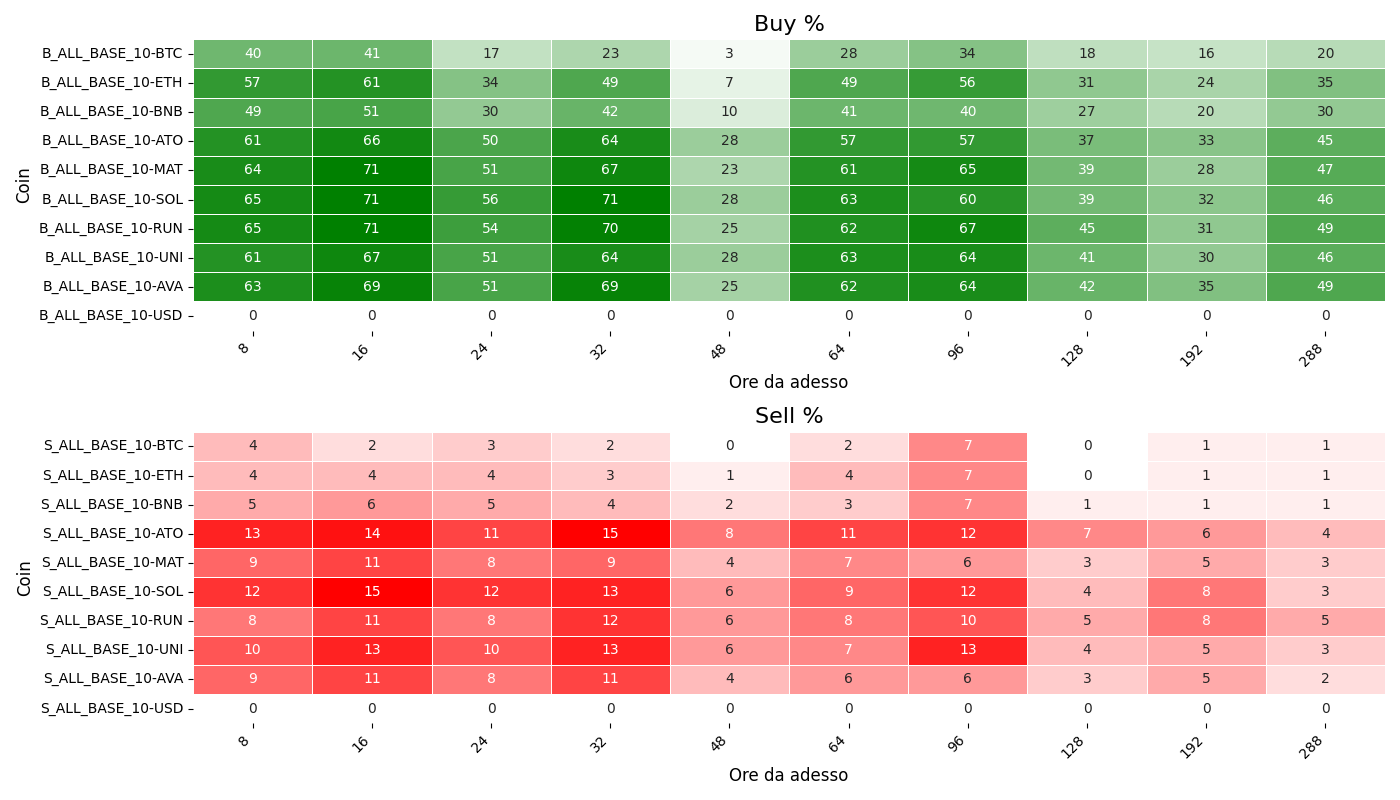 Buy %
B_ALL_BASE_10-BTC 40 41 17 23 3 28 34 18 16 20
B_ALL_BASE_10-ETH 57 61 34 49 7 49 56 31 24 35
B_ALL_BASE_10-BNB 49 51 30 42 10 41 40 27 20 30
B_ALL_BASE_10-ATO 61 66 50 64 28 57 57 37 33 45
B_ALL_BASE_10-MAT 64 71 51 67 23 61 65 39 28 47
B_ALL_BASE_10-SOL 65 71 56 71 28 63 60 39 32 46
B_ALL_BASE_10-RUN 65 71 54 70 25 62 67 45 31 49
B_ALL_BASE_10-UNI 61 67 51 64 28 63 64 41 30 46
B_ALL_BASE_10-AVA 63 69 51 69 25 62 64 42 35 49
B_ALL_BASE_10-USD 0 0 0 0 0 0 0 0 0 0
Coin
8 16 24 32 48 64 96 128 192 288
Ore da adesso
Sell %
S_ALL_BASE_10-BTC 4 2 3 2 0 2 7 0 1 1
S_ALL_BASE_10-ETH 4 4 4 3 1 4 7 0 1 1
S_ALL_BASE_10-BNB 5 6 5 4 2 3 7 1 1 1
S_ALL_BASE_10-ATO 13 14 11 15 8 11 12 7 6 4
S_ALL_BASE_10-MAT 9 11 8 9 4 7 6 3 5 3
S_ALL_BASE_10-SOL 12 15 12 13 6 9 12 4 8 3
S_ALL_BASE_10-RUN 8 11 8 12 6 8 10 5 8 5
S_ALL_BASE_10-UNI 10 13 10 13 6 7 13 4 5 3
S_ALL_BASE_10-AVA 9 11 8 11 4 6 6 3 5 2
S_ALL_BASE_10-USD 0 0 0 0 0 0 0 0 0 0
Coin
8 16 24 32 48 64 96 128 192 288
Ore da adesso